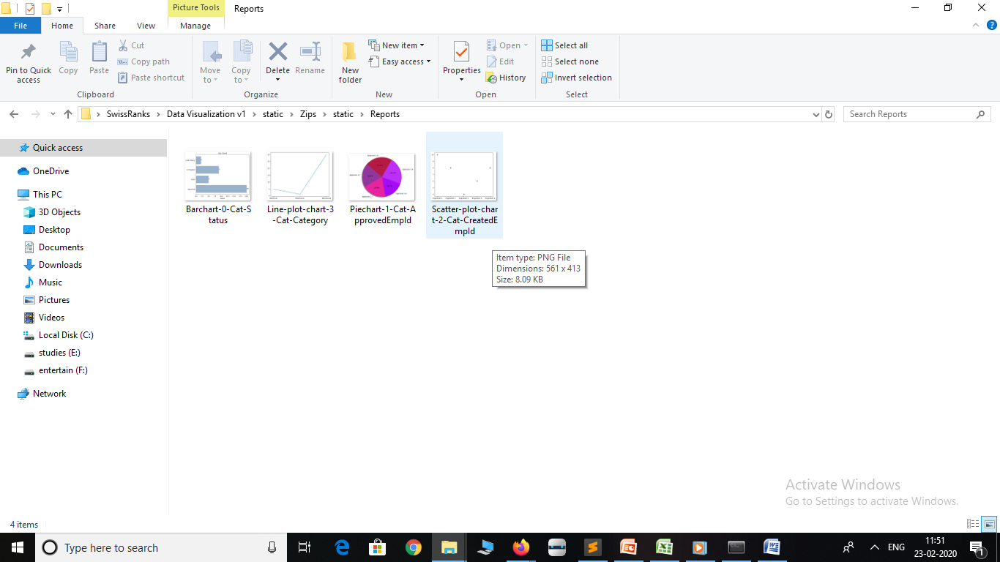 Picture Tools
Reports
File
Home
Share
View
Manage
Pin to Quick
access
Copy
Paste
Cut
Copy path
Paste shortcut
Clipboard
Move
to
Copy
to
Delete
Rename
Organize
New
folder
New item
Easy access
New
Properties
Open
Edit
History
Open
Select all
Select none
Invert selection
Select
SwissRanks
Data Visualization v1
static
Zips
static
Reports
Search Reports
Quick access
OneDrive
This PC
3D Objects
Desktop
Documents
Downloads
Music
Pictures
Videos
Local Disk (C:)
studies (E:)
entertain (F:)
Network
Barchart-0-Cat-S
tatus
Line-plot-chart-3
-Cat-Category
Piechart-1-Cat-A
pprovedEmpId
Scatter-plot-char
t-2-Cat-CreatedE
mpId
Item type: PNG File
Dimensions: 561 x 413
Size: 8.09 KB
Activate Windows
Go to Settings to activate Windows.
4 items
Type here to search
ENG
11:51
23-02-2020
1